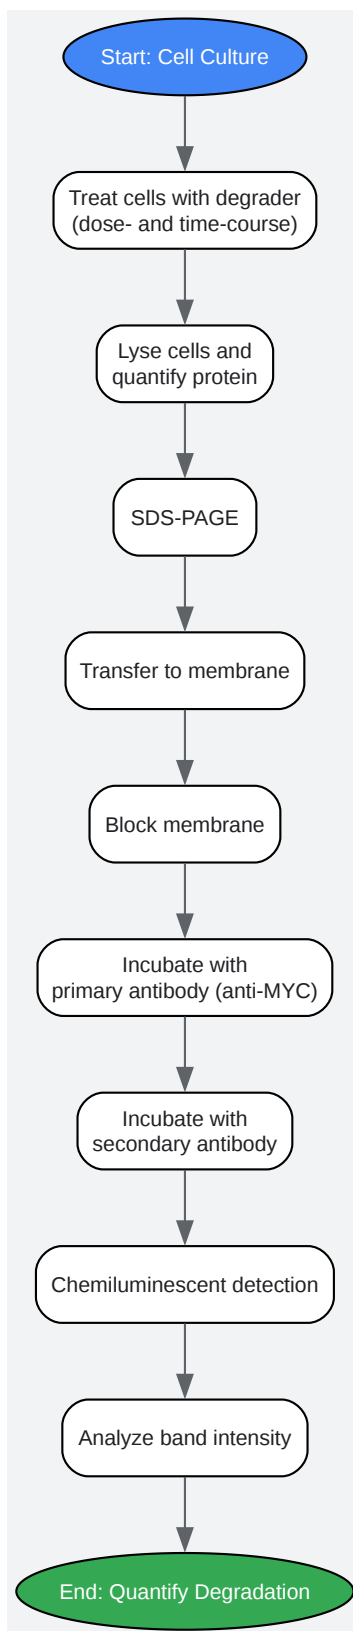 Start: Cell Culture
Treat cells with degrader
(dose- and time-course)
Lyse cells and
quantify protein
SDS-PAGE
Transfer to membrane
Block membrane
Incubate with
primary antibody (anti-MYC)
Incubate with
secondary antibody
Chemiluminescent detection
Analyze band intensity
End: Quantify Degradation